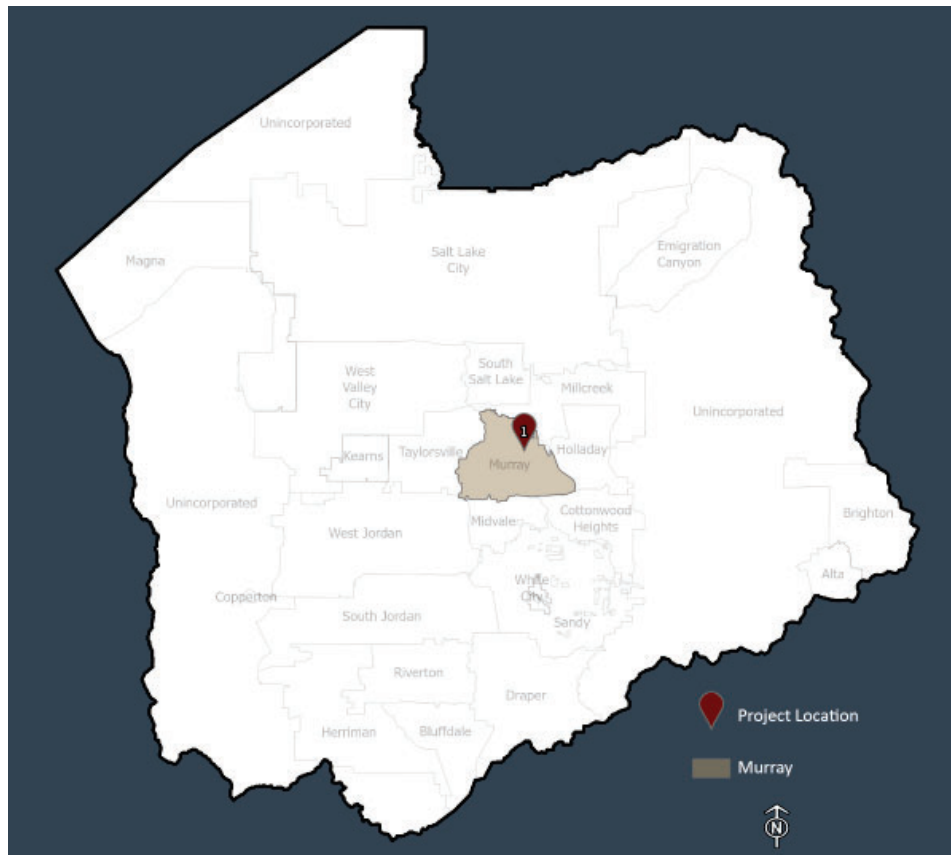 Unincorporated
Magna
Salt Lake
City
Emigration
Canyon
South
Salt Lake
West
Valley
City
Millcreek
Unincorporated
1
Kearns
Taylorsville
Murray
Holladay
Unincorporated
West Jordan
Midvale
Cottonwood
Heights
Brighton
White
City
Alta
Copperton
South Jordan
Sandy
Riverton
Draper
Herriman
Bluffdale
Project Location
Murray
N